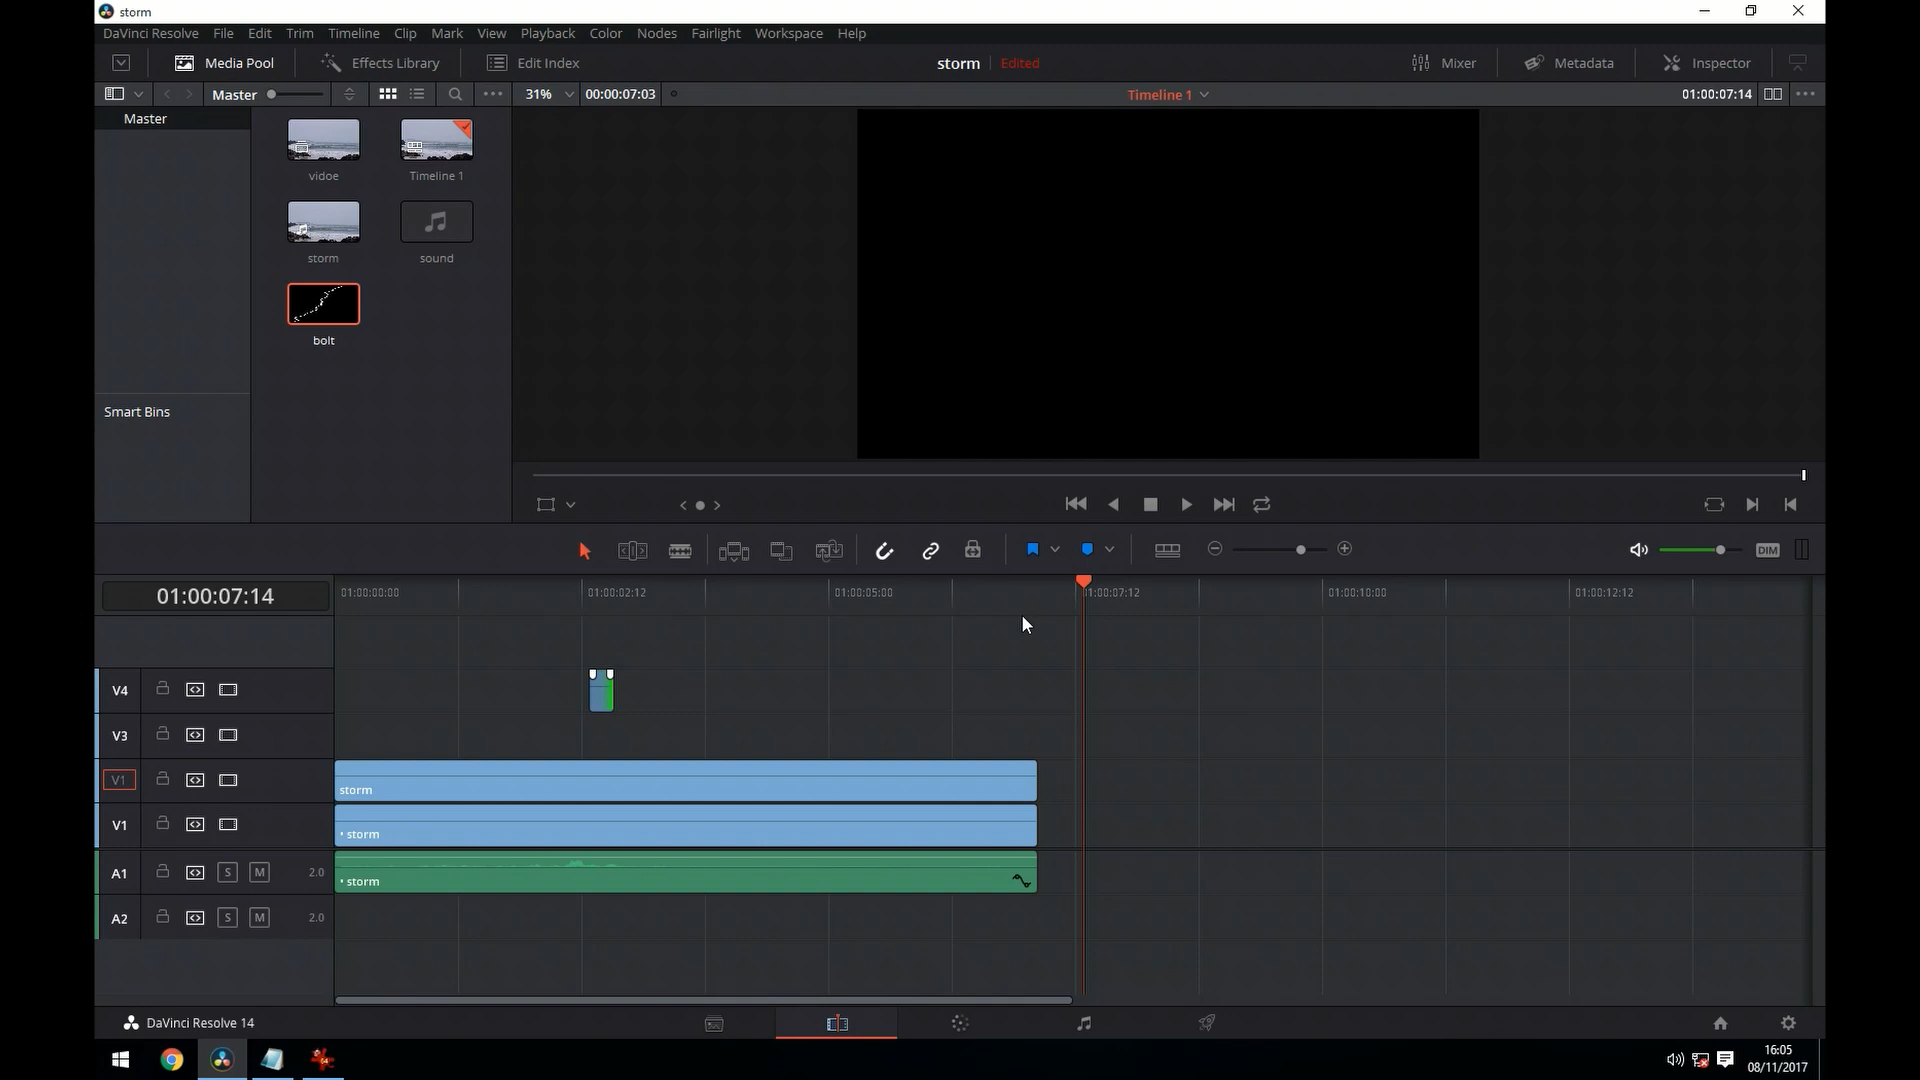 storm
DaVinci Resolve File Edit Trim Timeline Clip Mark View Playback Color Nodes Fairlight Workspace Help
Media Pool Effects Library Edit Index storm Edited Mixer Metadata Inspector
Master 31% 00:00:07:03 Timeline 1 01:00:07:14
Master
vidoe Timeline 1
storm sound
bolt
Smart Bins
DIM
01:00:07:14 01:00:00:00 01:00:02:12 01:00:05:00 01:00:07:12 01:00:10:00 01:00:12:12
V4
V3
V1
storm
V1
• storm
A1 S M 2.0
• storm
A2 S M 2.0
DaVinci Resolve 14
16:05
08/11/2017